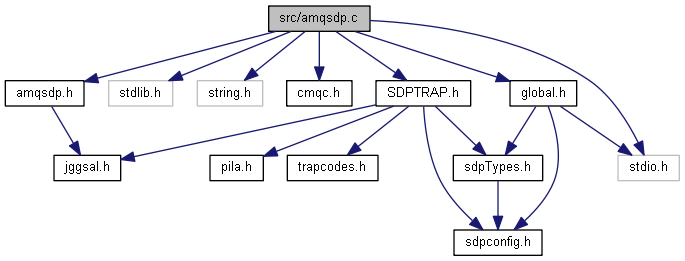 src/amqsdp.c
amqsdp.h
stdlib.h
string.h
cmqc.h
SDPTRAP.h
global.h
jggsal.h
pila.h
trapcodes.h
sdpTypes.h
stdio.h
sdpconfig.h